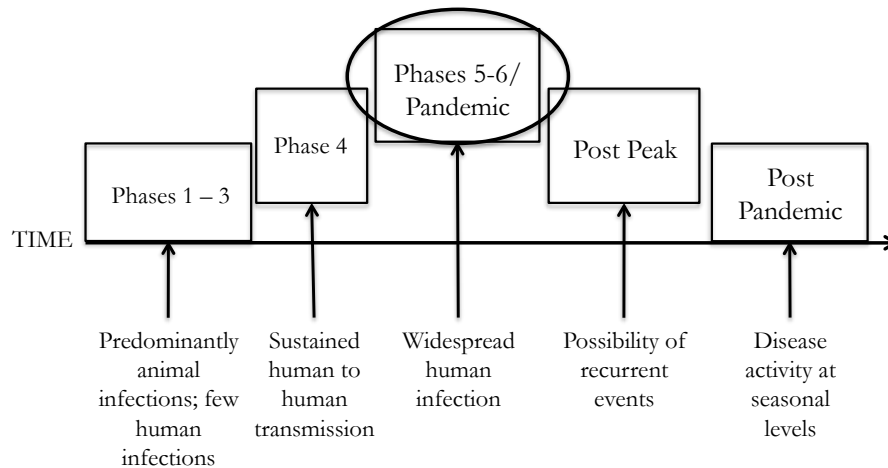 Phases 1 – 3
Phase 4
Phases 5-6/
Pandemic
Post Peak
Post
Pandemic
TIME
Predominantly
animal
infections; few
human
infections
Sustained
human to
human
transmission
Widespread
human
infection
Possibility of
recurrent
events
Disease
activity at
seasonal
levels